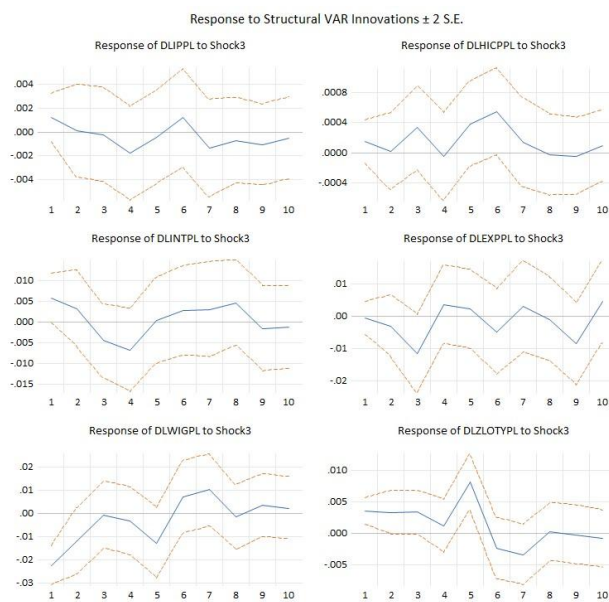 Response to Structural VAR Innovations ± 2 S.E.
Response of DLIPPL to Shock3
.004
.002
.000
-.002
-.004
1 2 3 4 5 6 7 8 9 10
Response of DLHICPPL to Shock3
.0008
.0004
.0000
-.0004
1 2 3 4 5 6 7 8 9 10
Response of DLINTPL to Shock3
.010
.005
.000
-.005
-.010
-.015
1 2 3 4 5 6 7 8 9 10
Response of DLEXPPL to Shock3
.01
.00
-.01
-.02
1 2 3 4 5 6 7 8 9 10
Response of DLWIGPL to Shock3
.02
.01
.00
-.01
-.02
-.03
1 2 3 4 5 6 7 8 9 10
Response of DLZLOTYPL to Shock3
.010
.005
.000
-.005
1 2 3 4 5 6 7 8 9 10